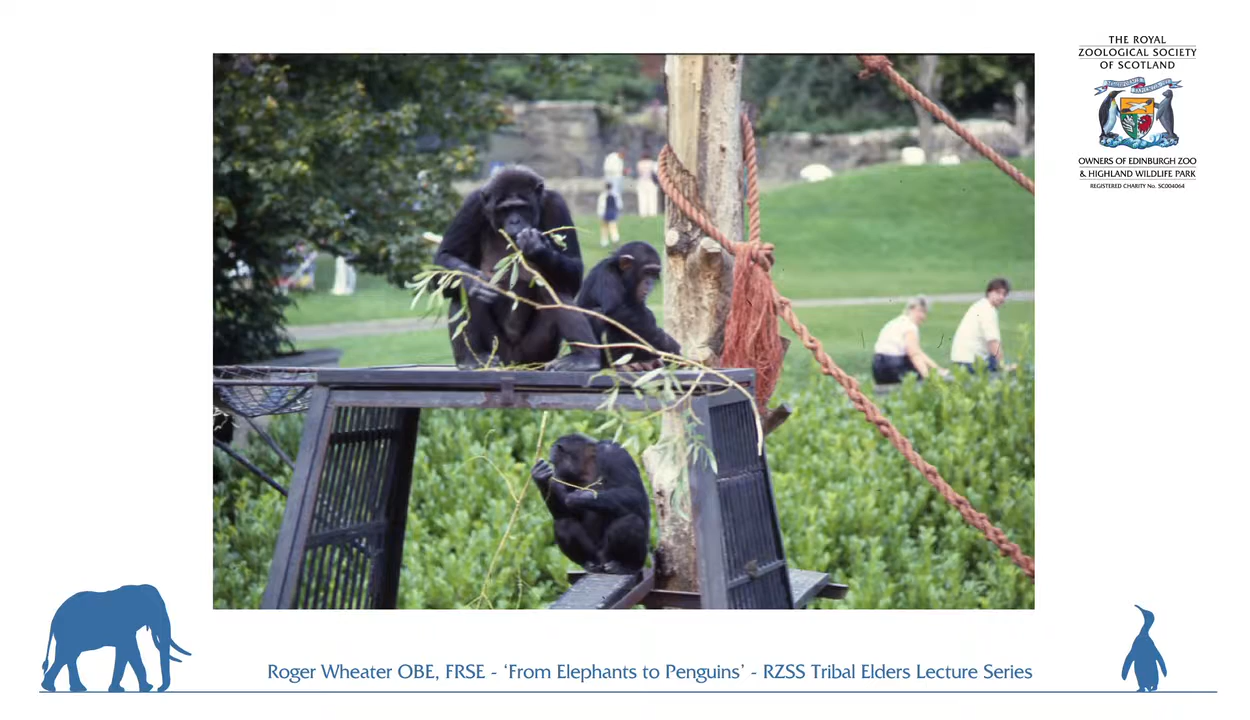 THE ROYAL
ZOOLOGICAL SOCIETY
OF SCOTLAND
OWNERS OF EDINBURGH ZOO
& HIGHLAND WILDLIFE PARK
REGISTERED CHARITY No. SC004064
Roger Wheater OBE, FRSE - ‘From Elephants to Penguins’ - RZSS Tribal Elders Lecture Series